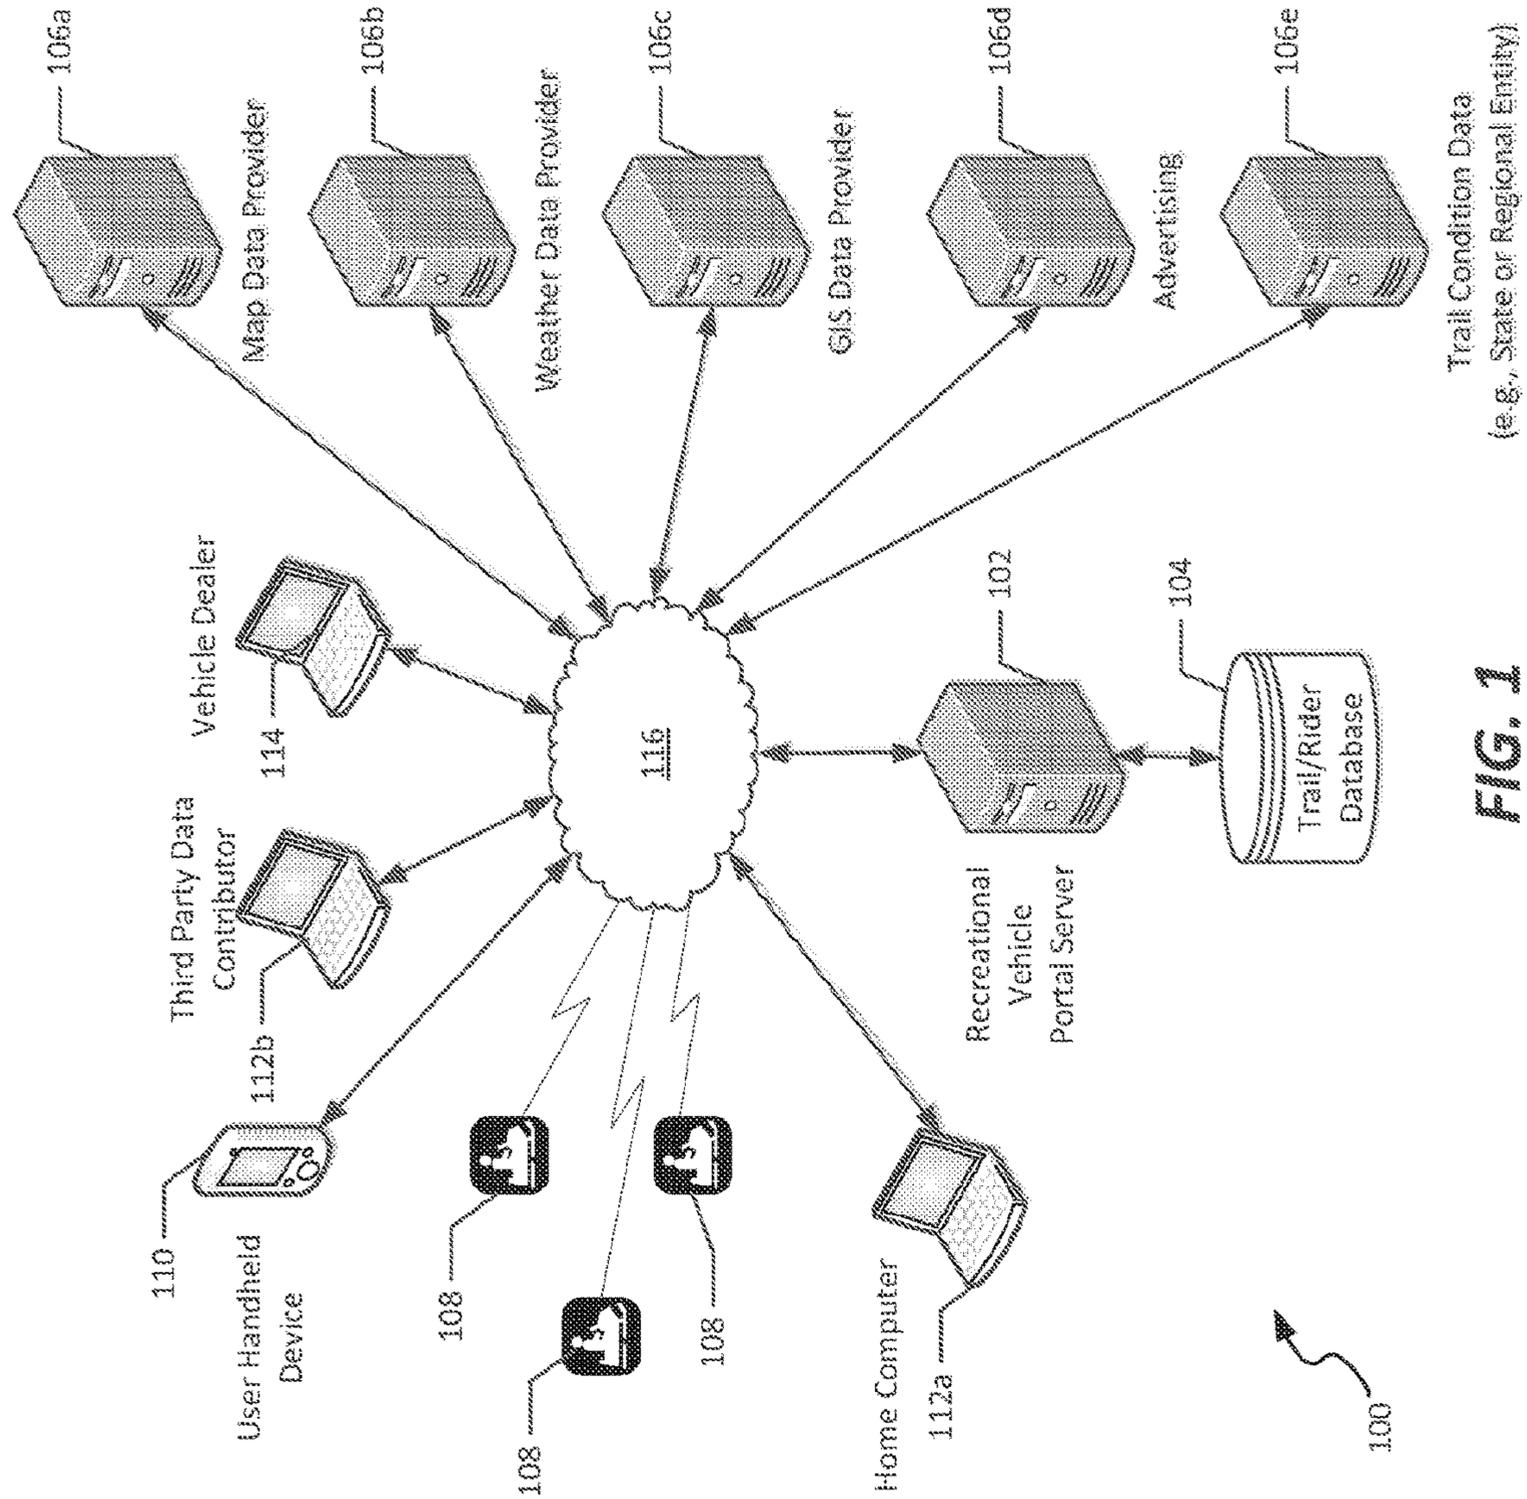 110
User Handheld
Device
112b
Third Party Data
Contributor
114
Vehicle Dealer
106a
Map Data Provider
106b
Weather Data Provider
108
108
108
116
106c
GIS Data Provider
Home Computer
112a
Recreational
Vehicle
Portal Server
102
106d
Advertising
104
Trail/Rider
Database
106e
Trail Condition Data
(e.g., State or Regional Entity)
100
FIG. 1